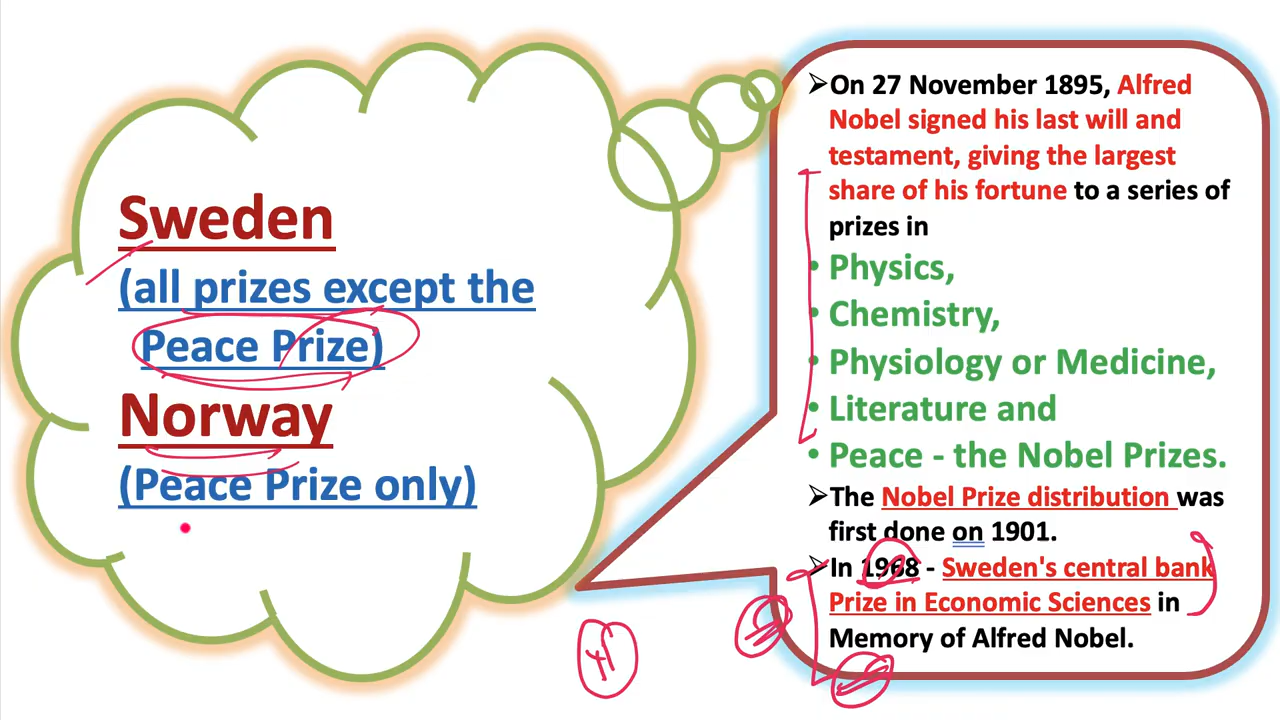 Sweden
(all prizes except the
Peace Prize)
Norway
(Peace Prize only)
➢On 27 November 1895, Alfred
Nobel signed his last will and
testament, giving the largest
share of his fortune to a series of
prizes in
• Physics,
• Chemistry,
• Physiology or Medicine,
• Literature and
• Peace - the Nobel Prizes.
➢The Nobel Prize distribution was
first done on 1901.
➢In 1968 - Sweden's central bank
Prize in Economic Sciences in
Memory of Alfred Nobel.